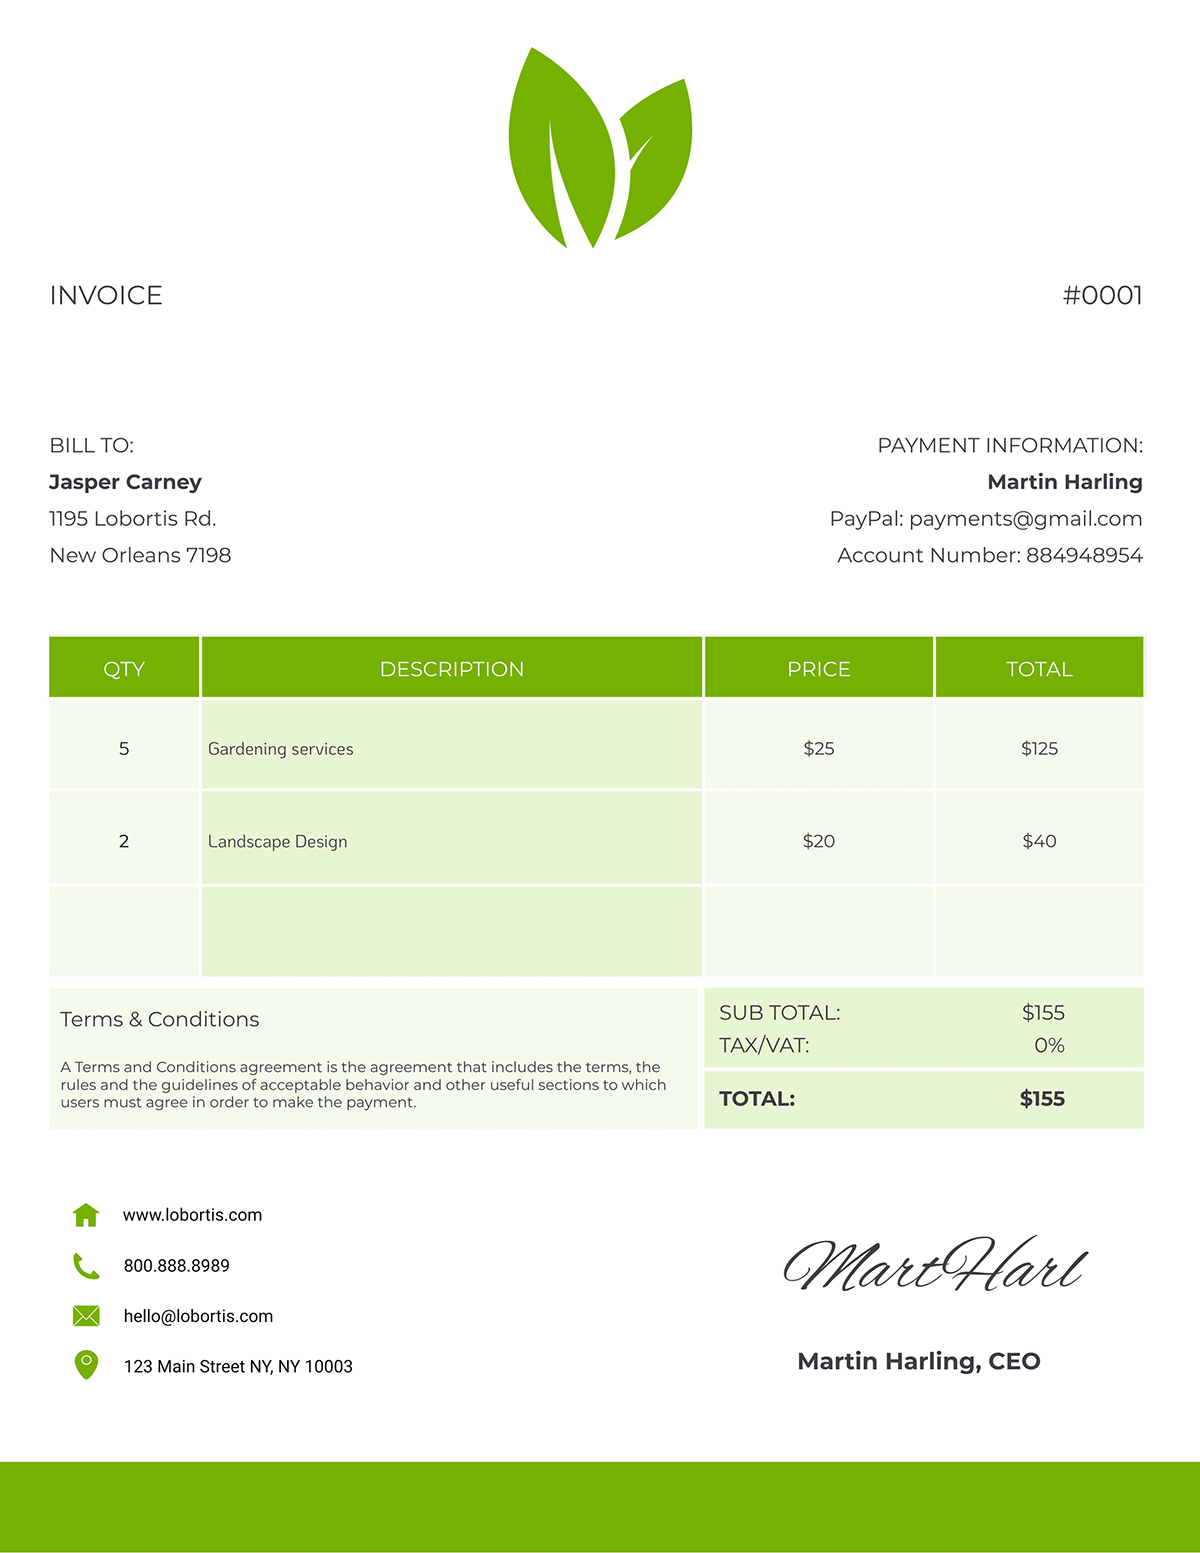 INVOICE #0001
BILL TO:
Jasper Carney
1195 Lobortis Rd.
New Orleans 7198
PAYMENT INFORMATION:
Martin Harling
PayPal: payments@gmail.com
Account Number: 884948954
QTY DESCRIPTION PRICE TOTAL
5 Gardening services $25 $125
2 Landscape Design $20 $40
Terms & Conditions
A Terms and Conditions agreement is the agreement that includes the terms, the
rules and the guidelines of acceptable behavior and other useful sections to which
users must agree in order to make the payment.
SUB TOTAL: $155
TAX/VAT: 0%
TOTAL: $155
www.lobortis.com
800.888.8989
hello@lobortis.com
123 Main Street NY, NY 10003
MartHarl
Martin Harling, CEO